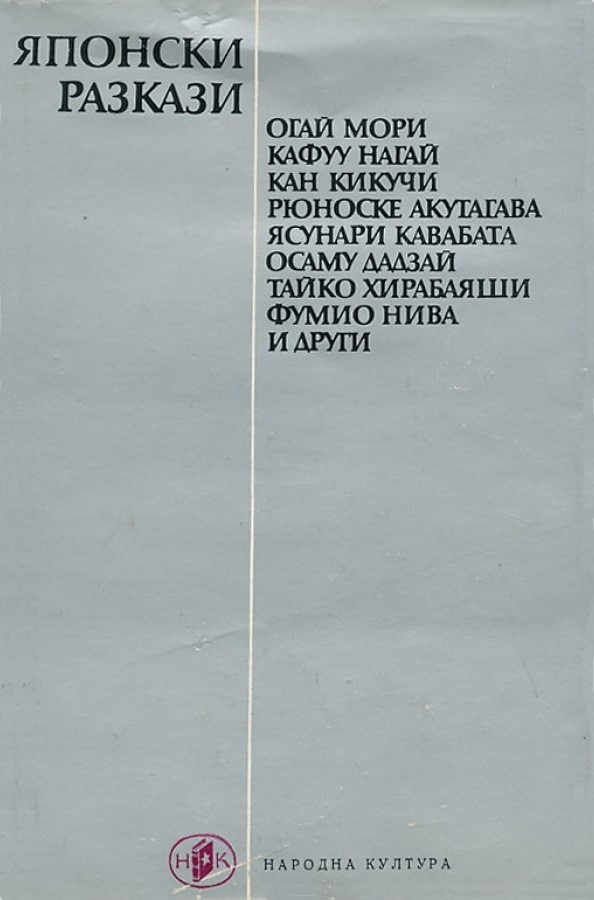 ЯПОНСКИ
РАЗКАЗИ
ОГАЙ МОРИ
КАФУУ НАГАЙ
КАН КИКУЧИ
РЮНОСКЕ АКУТАГАВА
ЯСУНАРИ КАВАБАТА
ОСАМУ ДАДЗАЙ
ТАЙКО ХИРАБАЯШИ
ФУМИО НИВА
И ДРУГИ
НК НАРОДНА КУЛТУРА